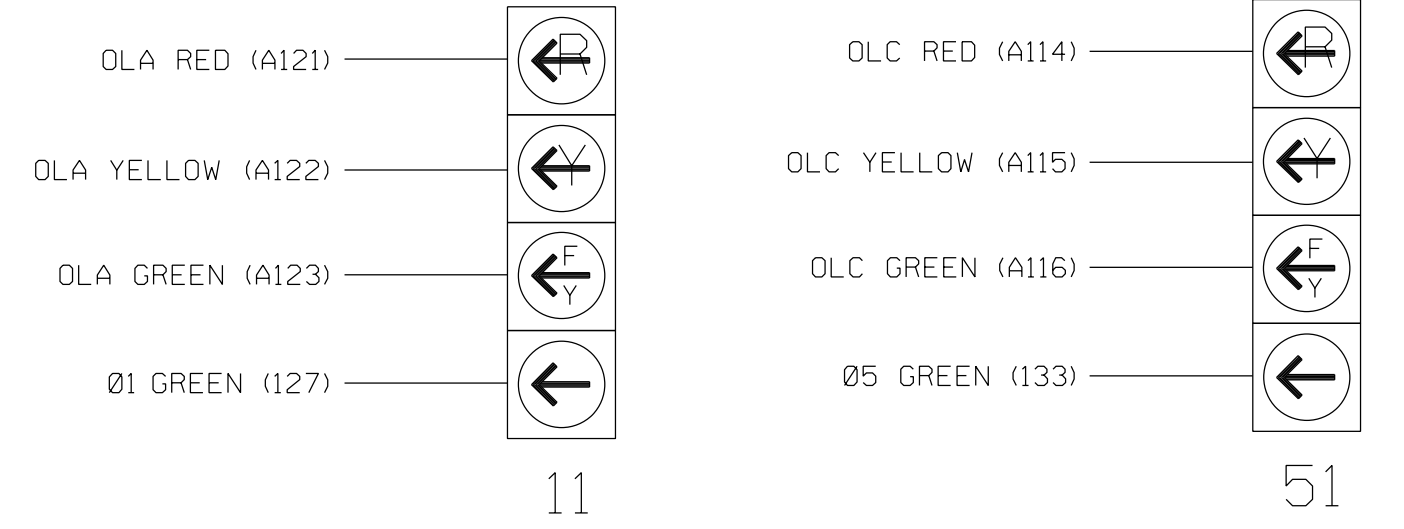 OLA RED (A121)
R
OLA YELLOW (A122)
Y
OLA GREEN (A123)
F
Y
Ø1 GREEN (127)
11
OLC RED (A114)
R
OLC YELLOW (A115)
Y
OLC GREEN (A116)
F
Y
Ø5 GREEN (133)
51